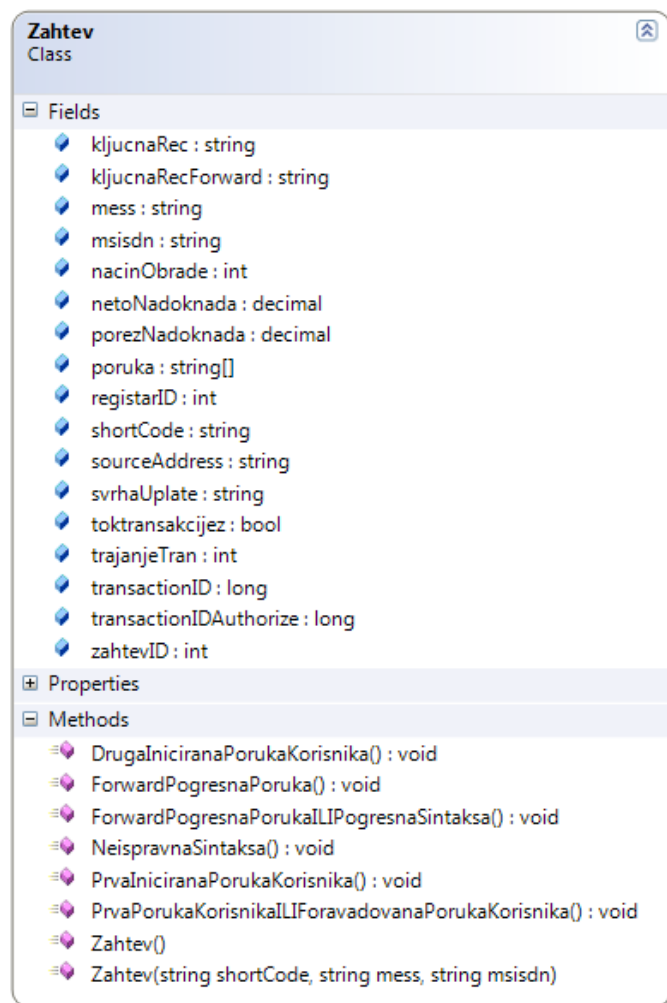 Zahtev
Class
Fields
kljucnaRec : string
kljucnaRecForward : string
mess : string
msisdn : string
nacinObrade : int
netoNadoknada : decimal
porezNadoknada : decimal
poruka : string[]
registarID : int
shortCode : string
sourceAddress : string
svrhaUplate : string
toktransakcijez : bool
trajanjeTran : int
transactionID : long
transactionIDAuthorize : long
zahtevID : int
Properties
Methods
DrugaIniciranaPorukaKorisnika() : void
ForwardPogresnaPoruka() : void
ForwardPogresnaPorukaILIPogresnaSintaksa() : void
NeispravnaSintaksa() : void
PrvaIniciranaPorukaKorisnika() : void
PrvaPorukaKorisnikaILIForavadovanaPorukaKorisnika() : void
Zahtev()
Zahtev(string shortCode, string mess, string msisdn)